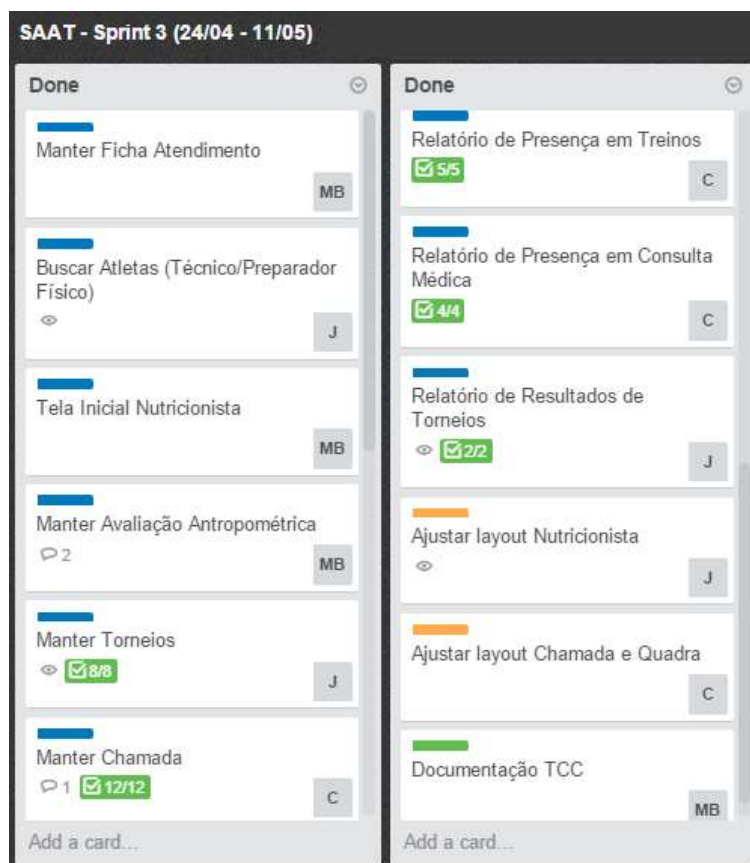 SAAT - Sprint 3 (24/04 - 11/05)
Done
Manter Ficha Atendimento
MB
Buscar Atletas (Técnico/Preparador
Físico)
J
Tela Inicial Nutricionista
MB
Manter Avaliação Antropométrica
2
MB
Manter Torneios
8/8
J
Manter Chamada
1 12/12
C
Add a card...
Done
Relatório de Presença em Treinos
5/5
C
Relatório de Presença em Consulta
Médica
4/4
C
Relatório de Resultados de
Torneios
2/2
J
Ajustar layout Nutricionista
J
Ajustar layout Chamada e Quadra
C
Documentação TCC
MB
Add a card...